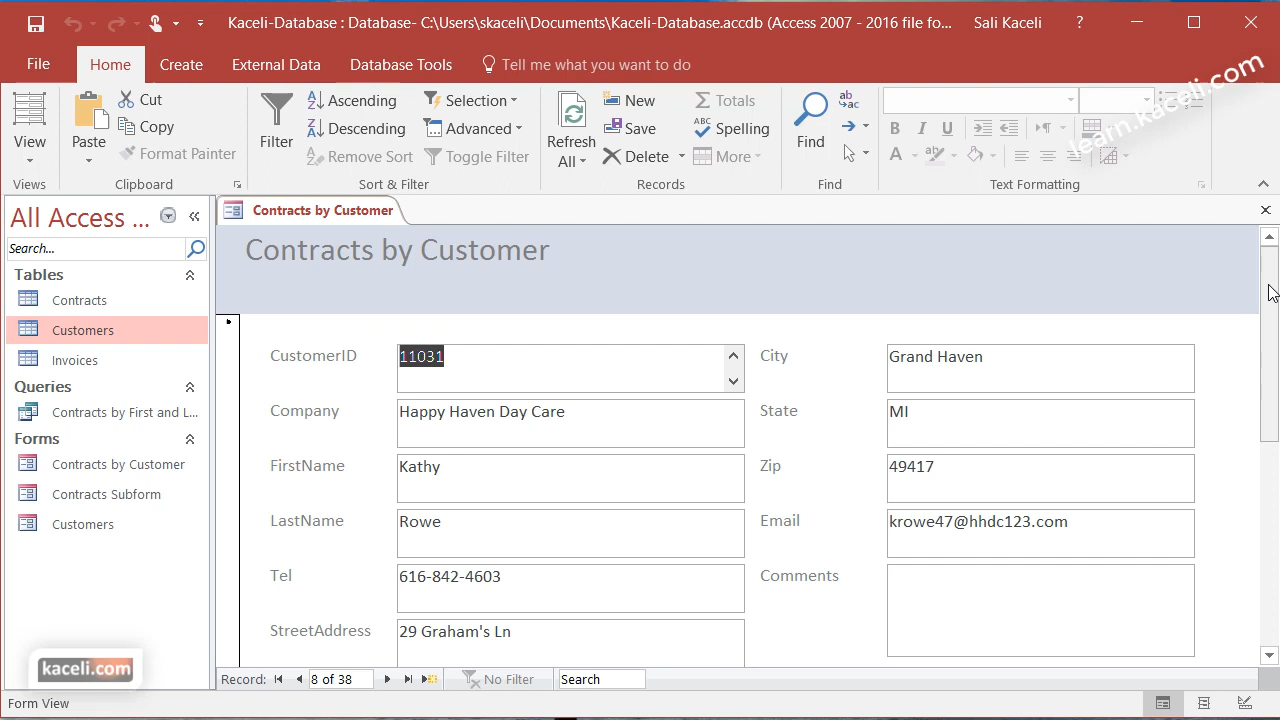 Kaceli-Database : Database- C:\Users\skaceli\Documents\Kaceli-Database.accdb (Access 2007 - 2016 file fo... Sali Kaceli ?
File Home Create External Data Database Tools Tell me what you want to do
learn.kaceli.com
View
Views
Paste
Cut
Copy
Format Painter
Clipboard
Filter
Ascending
Descending
Remove Sort
Selection
Advanced
Toggle Filter
Sort & Filter
Refresh
All
New
Save
Delete
Totals
ABC
Spelling
More
Records
Find
ab
ac
Find
B I U
A ab
Text Formatting
All Access ...
Search...
Tables
Contracts
Customers
Invoices
Queries
Contracts by First and L...
Forms
Contracts by Customer
Contracts Subform
Customers
Contracts by Customer
Contracts by Customer
CustomerID 11031
Company Happy Haven Day Care
FirstName Kathy
LastName Rowe
Tel 616-842-4603
StreetAddress 29 Graham's Ln
City Grand Haven
State MI
Zip 49417
Email krowe47@hhdc123.com
Comments
kaceli.com
Record: 8 of 38 No Filter Search
Form View